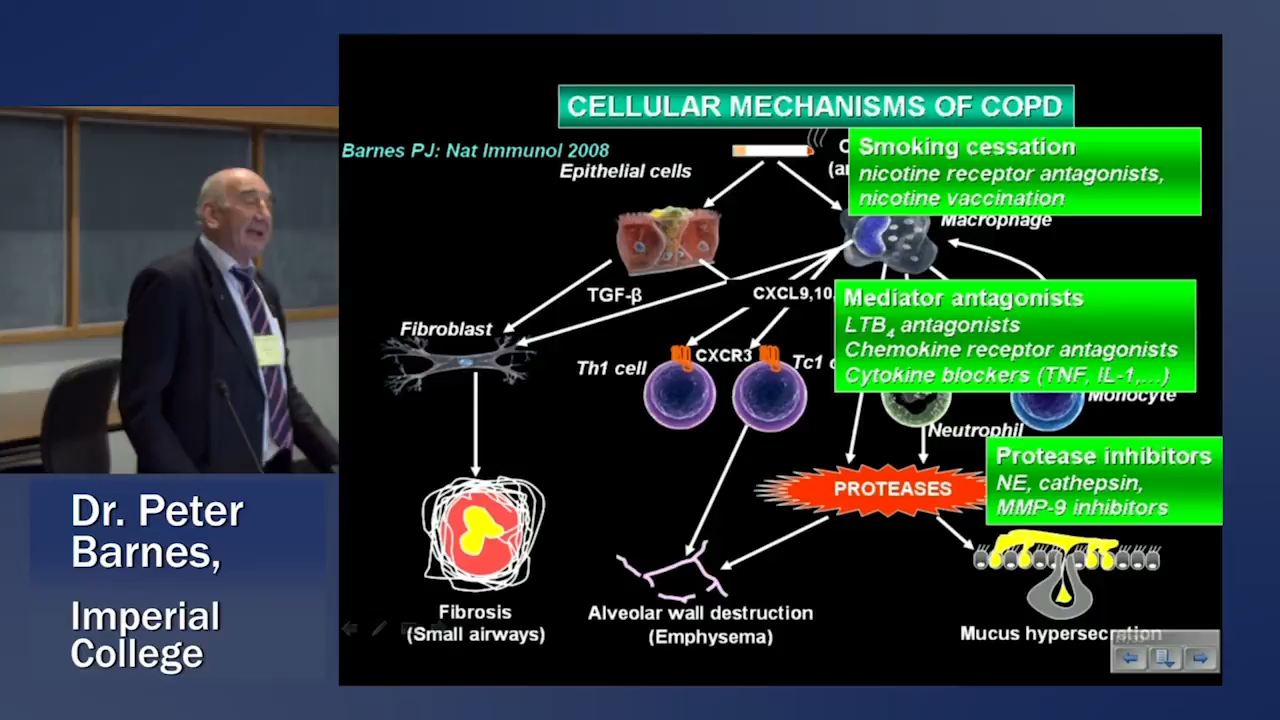 CELLULAR MECHANISMS OF COPD
Barnes PJ: Nat Immunol 2008
Epithelial cells
Smoking cessation
nicotine receptor antagonists,
nicotine vaccination
Macrophage
TGF-β
CXCL9,10,
Mediator antagonists
LTB4 antagonists
Chemokine receptor antagonists
Cytokine blockers (TNF, IL-1,…)
Fibroblast
Th1 cell
CXCR3
Tc1
Monocyte
Neutrophil
PROTEASES
Protease inhibitors
NE, cathepsin,
MMP-9 inhibitors
Fibrosis
(Small airways)
Alveolar wall destruction
(Emphysema)
Mucus hypersecretion
Dr. Peter
Barnes,
Imperial
College